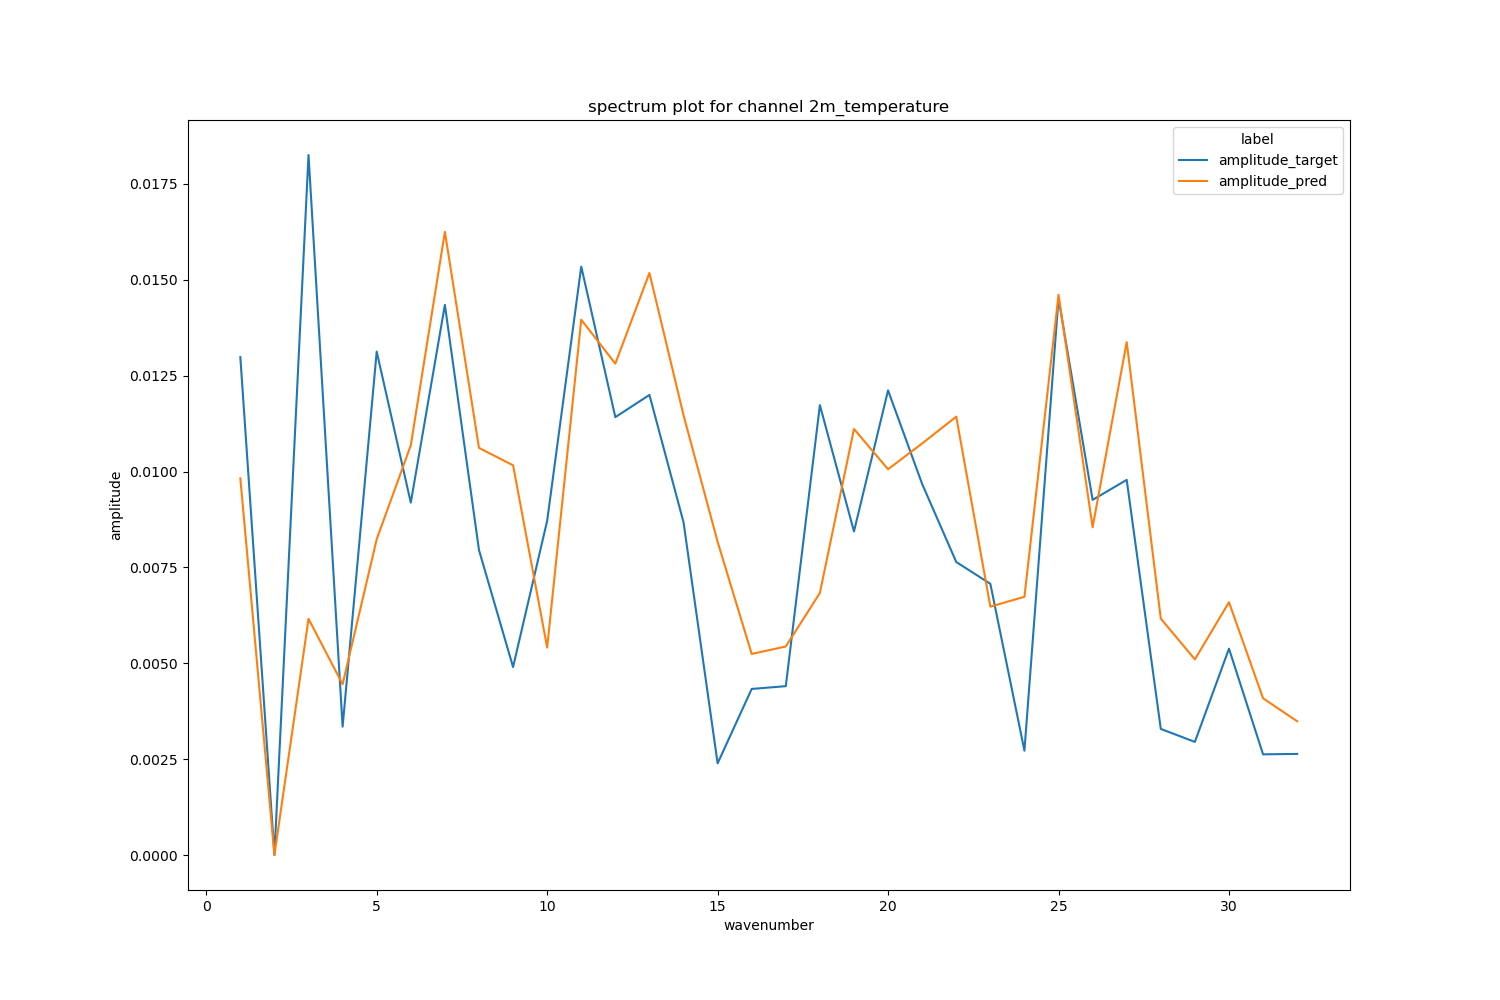 spectrum plot for channel 2m_temperature
label
amplitude_target
amplitude_pred
amplitude
0.0175
0.0150
0.0125
0.0100
0.0075
0.0050
0.0025
0.0000
0 5 10 15 20 25 30
wavenumber